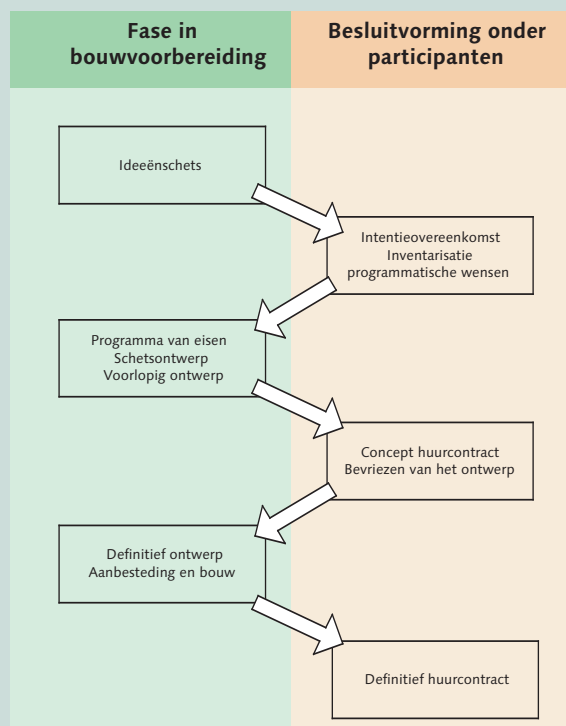 Fase in
bouwvoorbereiding
Besluitvorming onder
participanten
Ideeënschets
Intentieovereenkomst
Inventarisatie
programmatische wensen
Programma van eisen
Schetsontwerp
Voorlopig ontwerp
Concept huurcontract
Bevriezen van het ontwerp
Definitief ontwerp
Aanbesteding en bouw
Definitief huurcontract